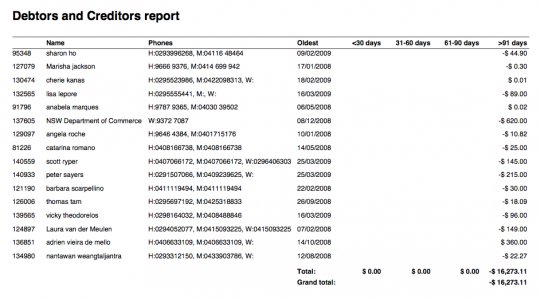 Debtors and Creditors report
Name Phones Oldest <30 days 31-60 days 61-90 days >91 days
95348 sharon ho H:0293996268, M:04116 48464 09/02/2009 -$ 44.90
127079 Marisha jackson H:9666 9376, M:0414 699 942 17/01/2008 -$ 0.30
130474 cherie kanas H:0295523986, M:0422098313, W: 18/03/2008 $ 0.01
132565 lisa lepore H:0295555441, M:, W: 16/03/2009 -$ 89.00
91796 anabela marques H:9787 9365, M:04030 39502 06/05/2008 $ 0.02
137605 NSW Department of Commerce W:9372 7087 08/12/2008 -$ 620.00
129097 angela roche H:9646 4384, M:0401715176 10/01/2008 -$ 10.82
81226 catarina romano H:0408166738, M:0408166738 14/05/2008 -$ 25.00
140559 scott ryper H:0407066172, M:0407066172, W:0296406303 25/03/2009 -$ 145.00
140933 peter sayers H:0291507066, M:0409239625, W: 25/03/2009 -$ 215.00
121190 barbara scarpellino H:0411119494, M:0411119494 22/02/2008 -$ 30.00
126006 thomas tam H:0295697192, M:0425318833 26/09/2008 -$ 18.09
139565 vicky thedorelos H:0298164032, M:0408488846 16/03/2009 -$ 96.00
124897 Laura van der Meulen H:0294052077, M:0415093225, W:0415093225 07/02/2008 -$ 149.00
136851 adrien vieira de mello H:0406633109, M:0406633109, W: 14/10/2008 $ 360.00
134980 nantawan weangtaljantra H:0293312150, M:0433903786, W: 12/08/2008 -$ 22.27
Total: $ 0.00 $ 0.00 $ 0.00 -$ 16,273.11
Grand total: -$ 16,273.11